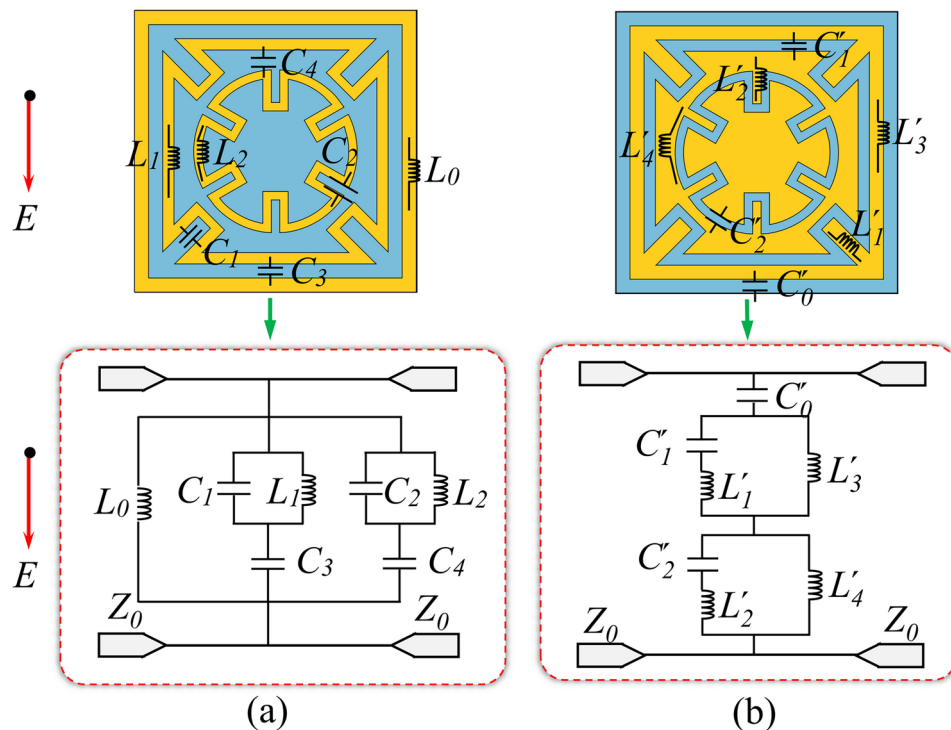 C₄
L₁
L₂
C₂
L₀
C₁
C₃
E
C′₁
L′₂
L′₄
L′₃
C′₂
L′₁
C′₀
L₀
C₁
L₁
C₂
L₂
C₃
C₄
Z₀
Z₀
E
(a)
C′₀
C′₁
L′₁
L′₃
C′₂
L′₂
L′₄
Z₀
Z₀
(b)